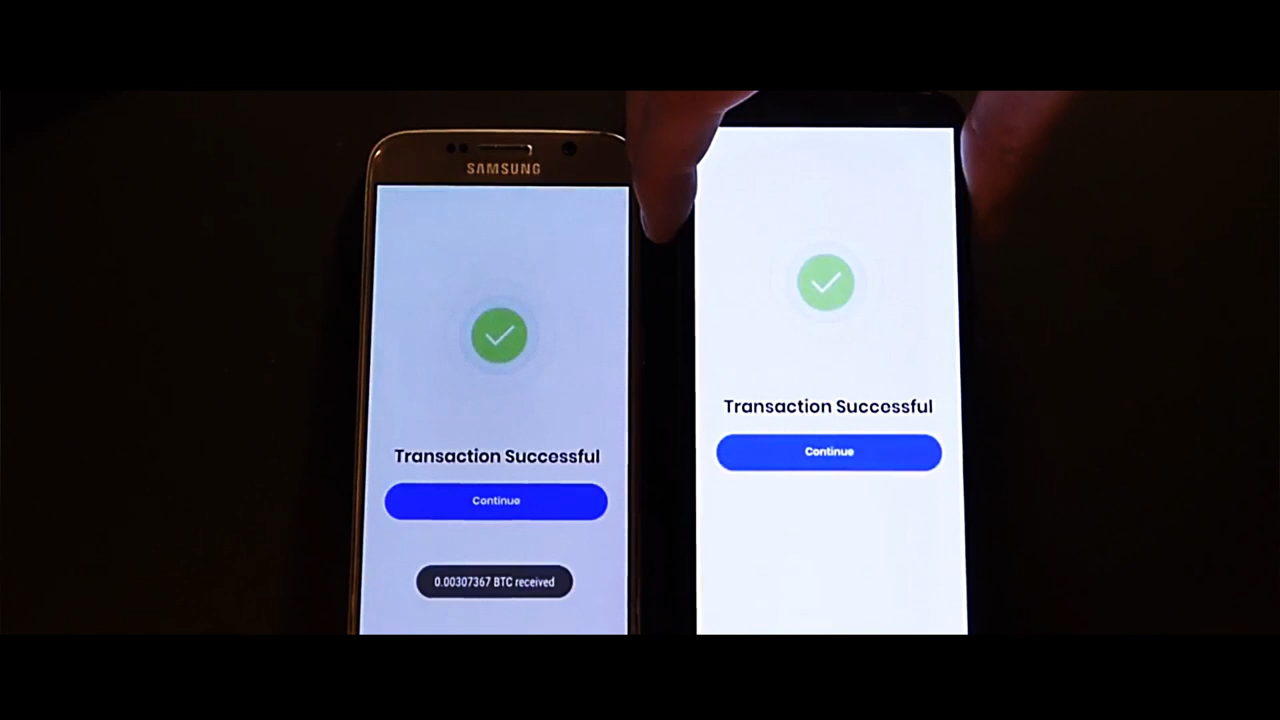 SAMSUNG
Transaction Successful
Continue
0.00307367 BTC received
Transaction Successful
Continue